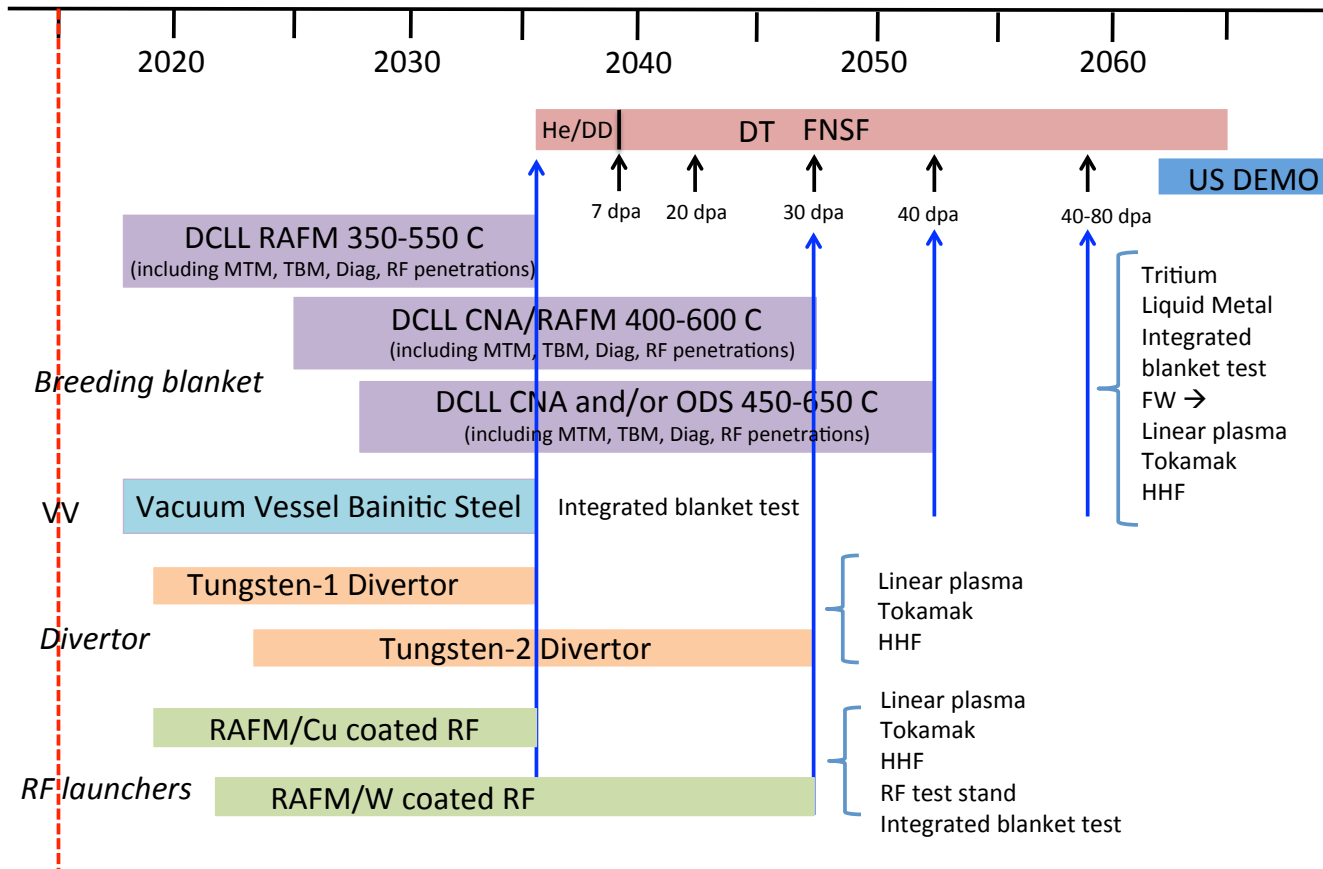 2020 2030 2040 2050 2060
He/DD DT FNSF
US DEMO
7 dpa 20 dpa 30 dpa 40 dpa 40-80 dpa
DCLL RAFM 350-550 C
(including MTM, TBM, Diag, RF penetrations)
DCLL CNA/RAFM 400-600 C
(including MTM, TBM, Diag, RF penetrations)
Breeding blanket
DCLL CNA and/or ODS 450-650 C
(including MTM, TBM, Diag, RF penetrations)
Tritium
Liquid Metal
Integrated
blanket test
FW →
Linear plasma
Tokamak
HHF
VV
Vacuum Vessel Bainitic Steel
Integrated blanket test
Divertor
Tungsten-1 Divertor
Tungsten-2 Divertor
Linear plasma
Tokamak
HHF
RF launchers
RAFM/Cu coated RF
RAFM/W coated RF
Linear plasma
Tokamak
HHF
RF test stand
Integrated blanket test